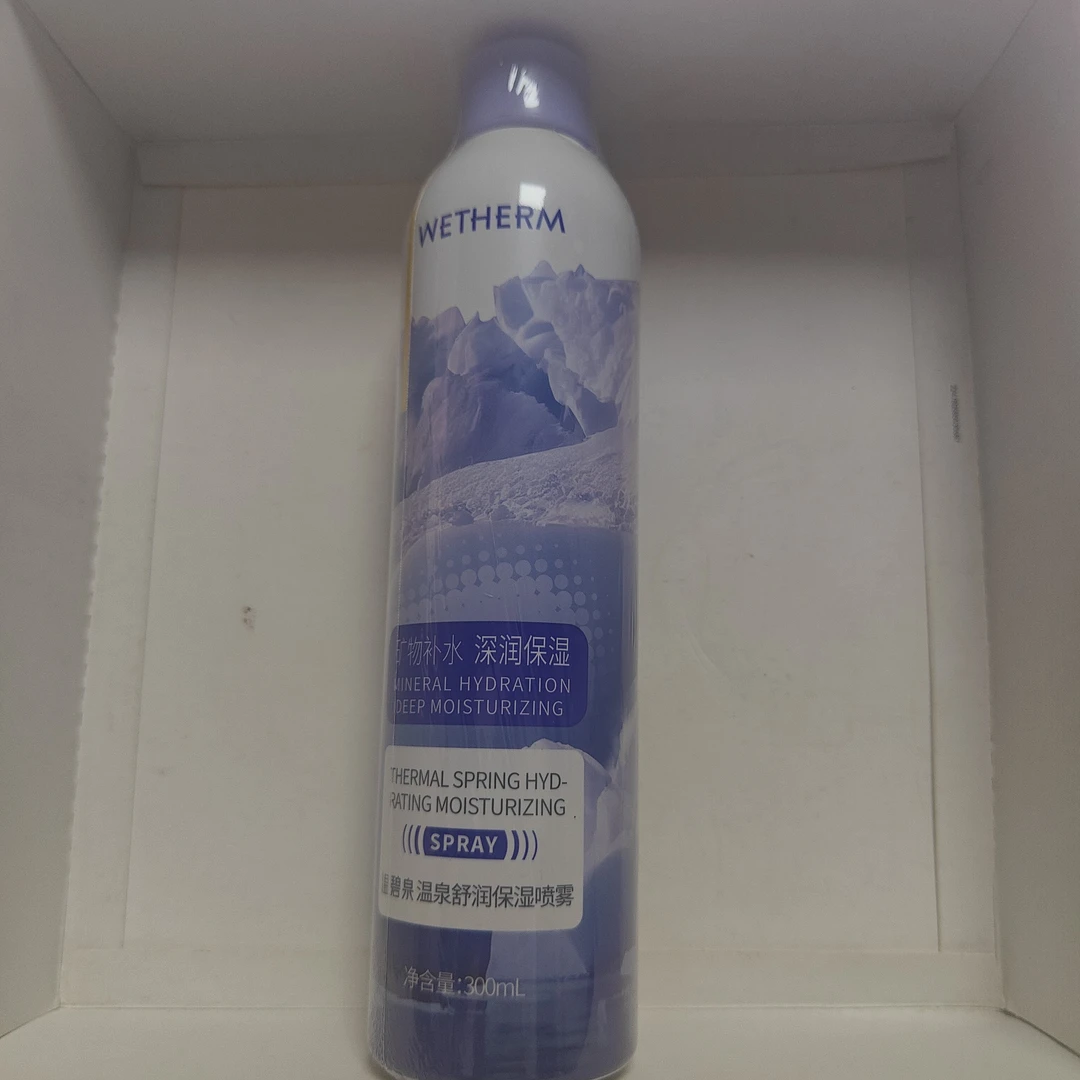 WETHERM
矿物补水 深润保湿
MINERAL HYDRATION
DEEP MOISTURIZING
THERMAL SPRING HYD-
RATING MOISTURIZING
SPRAY
温碧泉 温泉舒润保湿喷雾
净含量:300mL